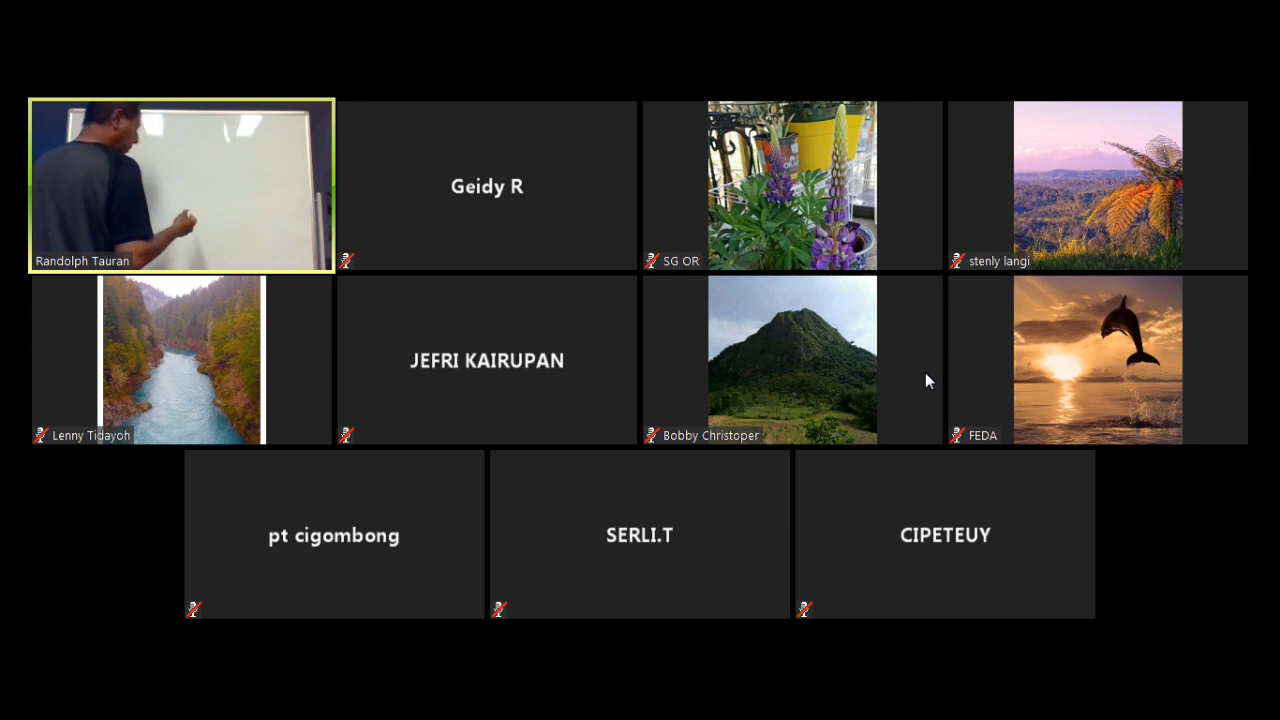 Randolph Tauran
Geidy R
SG OR
stenly langi
Lenny Tidayoh
JEFRI KAIRUPAN
Bobby Christoper
FEDA
pt cigombong
SERLI.T
CIPETEUY